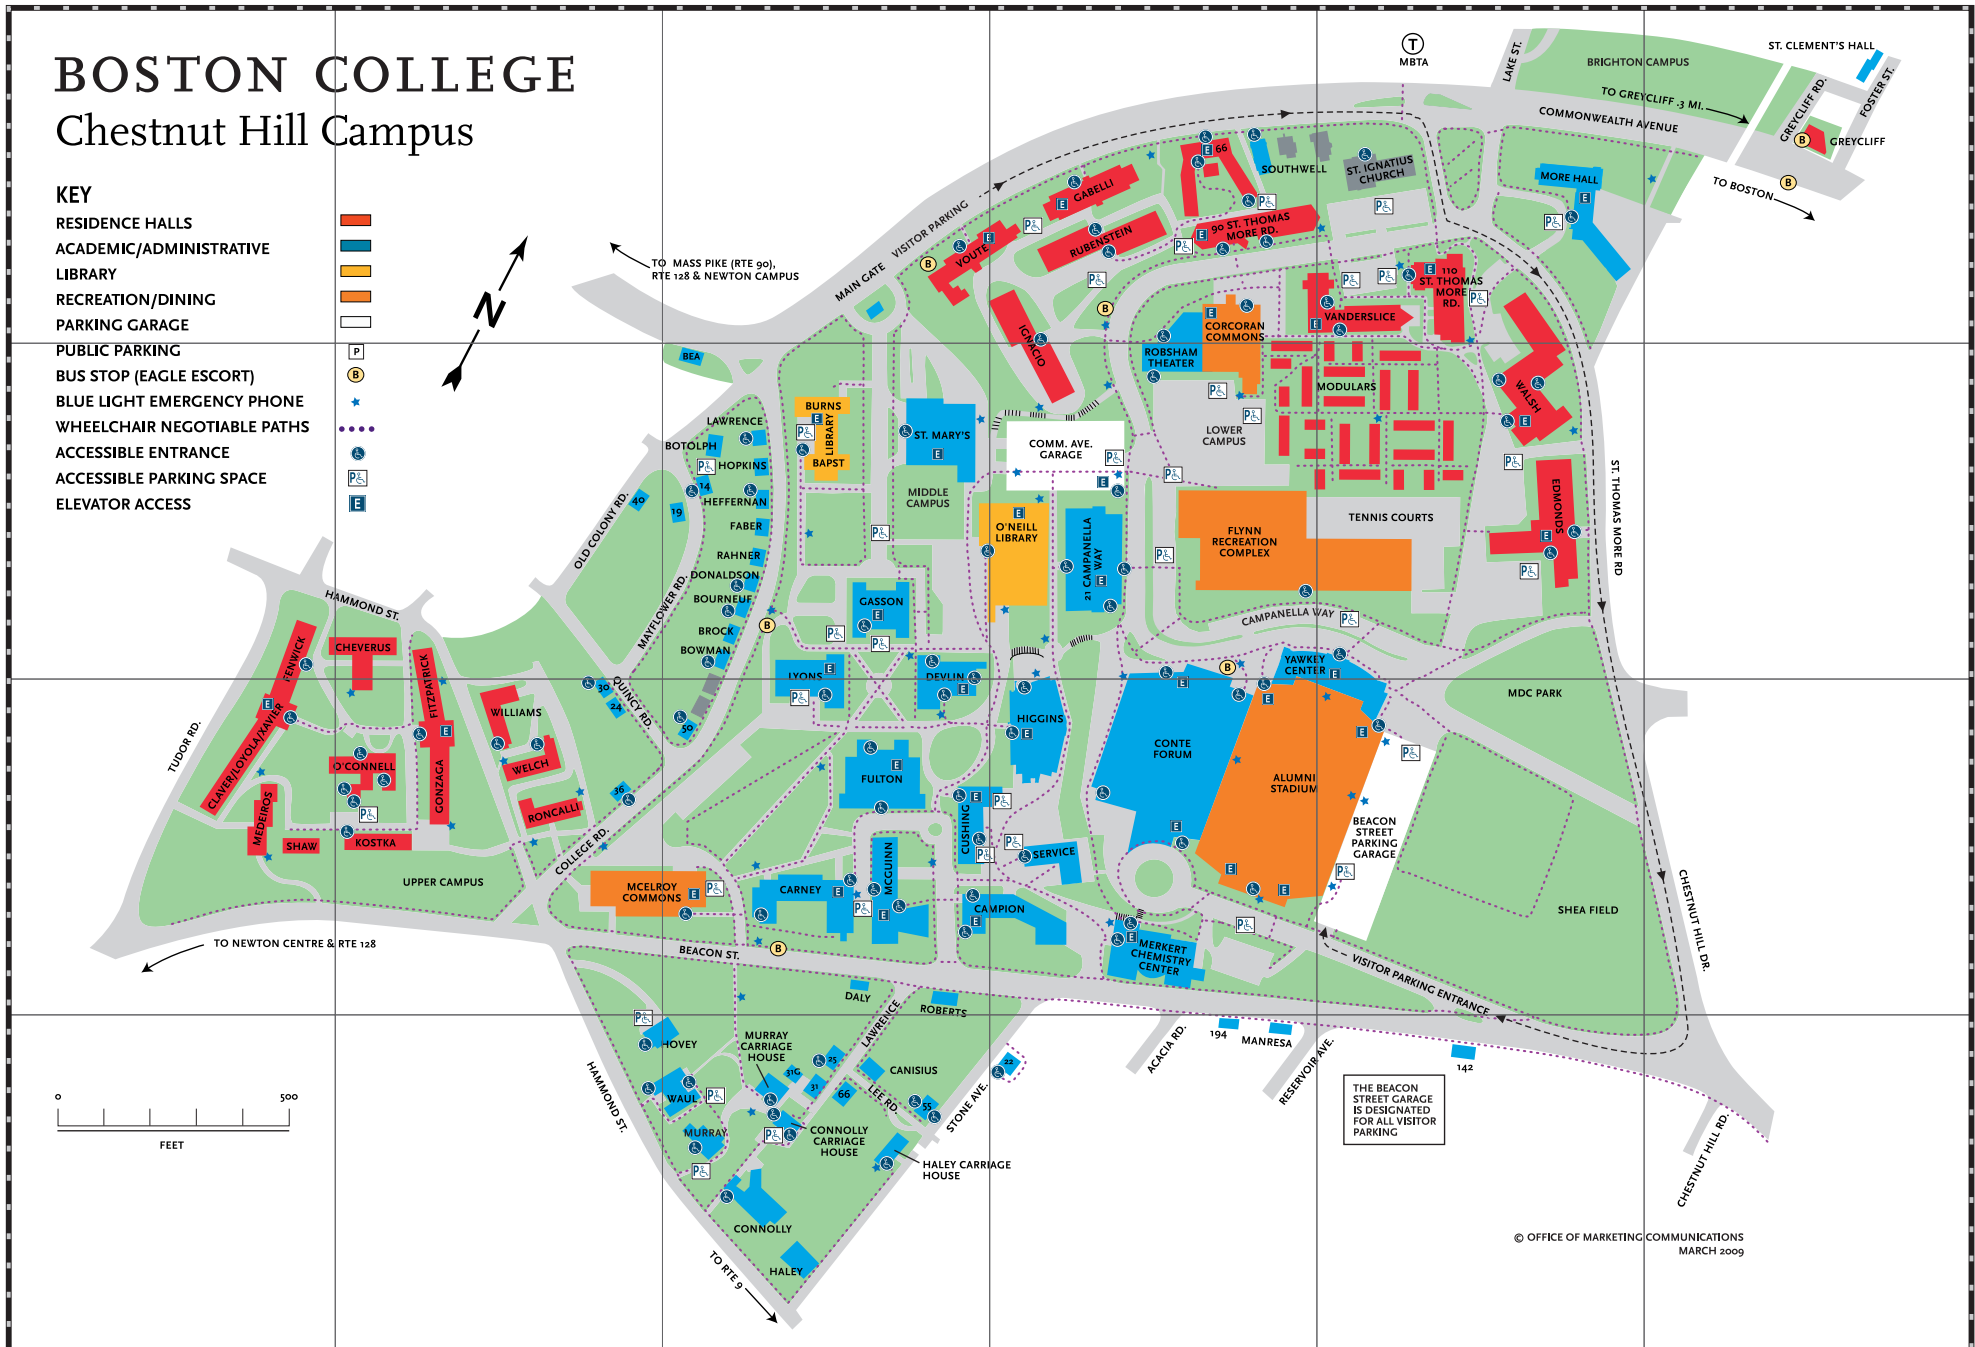 BOSTON COLLEGE
Chestnut Hill Campus
KEY
RESIDENCE HALLS
ACADEMIC/ADMINISTRATIVE
LIBRARY
RECREATION/DINING
PARKING GARAGE
PUBLIC PARKING
P
BUS STOP (EAGLE ESCORT)
B
BLUE LIGHT EMERGENCY PHONE
WHEELCHAIR NEGOTIABLE PATHS
ACCESSIBLE ENTRANCE
ACCESSIBLE PARKING SPACE
P
ELEVATOR ACCESS
E
N
TO MASS PIKE (RTE 90),
RTE 128 & NEWTON CAMPUS
MAIN GATE
VISITOR PARKING
T
MBTA
LAKE ST.
BRIGHTON CAMPUS
ST. CLEMENT'S HALL
TO GREYCLIFF .3 MI.
GREYCLIFF RD.
FOSTER ST.
COMMONWEALTH AVENUE
GREYCLIFF
TO BOSTON
MORE HALL
66
SOUTHWELL
ST. IGNATIUS
CHURCH
GABELLI
VOUTE
RUBENSTEIN
90 ST. THOMAS
MORE RD.
110
ST. THOMAS
MORE
RD.
IGNACIO
CORCORAN
COMMONS
VANDERSLICE
ROBSHAM
THEATER
MODULARS
WALSH
BEA
LAWRENCE
BOTOLPH
HOPKINS
14
HEFFERNAN
40
19
FABER
RAHNER
DONALDSON
BOURNEUF
BROCK
BOWMAN
OLD COLONY RD.
MAYFLOWER RD.
QUINCY RD.
30
24
50
36
BURNS
LIBRARY
BAPST
ST. MARY'S
MIDDLE
CAMPUS
COMM. AVE.
GARAGE
LOWER
CAMPUS
O'NEILL
LIBRARY
21 CAMPANELLA
WAY
FLYNN
RECREATION
COMPLEX
TENNIS COURTS
EDMONDS
ST. THOMAS MORE RD
CAMPANELLA WAY
GASSON
LYONS
DEVLIN
HIGGINS
YAWKEY
CENTER
MDC PARK
HAMMOND ST.
FENWICK
CHEVERUS
FITZPATRICK
WILLIAMS
TUDOR RD.
CLAVER/LOYOLA/XAVIER
O'CONNELL
GONZAGA
WELCH
RONCALLI
MEDEIROS
SHAW
KOSTKA
UPPER CAMPUS
COLLEGE RD.
FULTON
CONTE
FORUM
ALUMNI
STADIUM
BEACON
STREET
PARKING
GARAGE
CUSHING
SERVICE
MCGUINN
MCELROY
COMMONS
CARNEY
CAMPION
MERKERT
CHEMISTRY
CENTER
SHEA FIELD
CHESTNUT HILL DR.
VISITOR PARKING ENTRANCE
TO NEWTON CENTRE & RTE 128
BEACON ST.
DALY
ROBERTS
LAWRENCE
HOVEY
MURRAY
CARRIAGE
HOUSE
31G
25
31
66
CANISIUS
LEE RD.
55
22
STONE AVE.
WAUL
MURRAY
CONNOLLY
CARRIAGE
HOUSE
HALEY CARRIAGE
HOUSE
HAMMOND ST.
CONNOLLY
HALEY
TO RTE 9
ACACIA RD.
194
MANRESA
RESERVOIR AVE.
142
CHESTNUT HILL RD.
THE BEACON
STREET GARAGE
IS DESIGNATED
FOR ALL VISITOR
PARKING
0
500
FEET
© OFFICE OF MARKETING COMMUNICATIONS
MARCH 2009